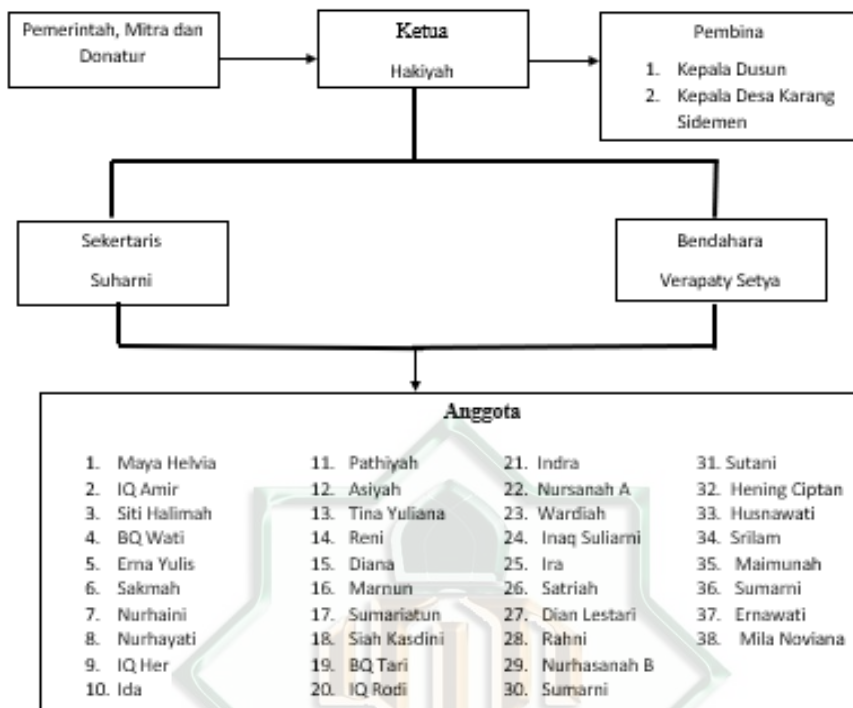 Pemerintah, Mitra dan
Donatur
Ketua
Hakiyah
Pembina
1. Kepala Dusun
2. Kepala Desa Karang
Sidemen
Sekertaris
Suharni
Bendahara
Verapaty Setya
Anggota
1. Maya Helvia
2. IQ Amir
3. Siti Halimah
4. BQ Wati
5. Erna Yulis
6. Sakmah
7. Nurhaini
8. Nurhayati
9. IQ Her
10. Ida
11. Pathiyah
12. Asiyah
13. Tina Yuliana
14. Reni
15. Diana
16. Marnun
17. Sumariatun
18. Siah Kasdini
19. BQ Tari
20. IQ Rodi
21. Indra
22. Nursanah A
23. Wardiah
24. Inaq Suliarni
25. Ira
26. Satriah
27. Dian Lestari
28. Rahni
29. Nurhasanah B
30. Sumarni
31. Sutani
32. Hening Ciptan
33. Husnawati
34. Srilam
35. Maimunah
36. Sumarni
37. Ernawati
38. Mila Noviana